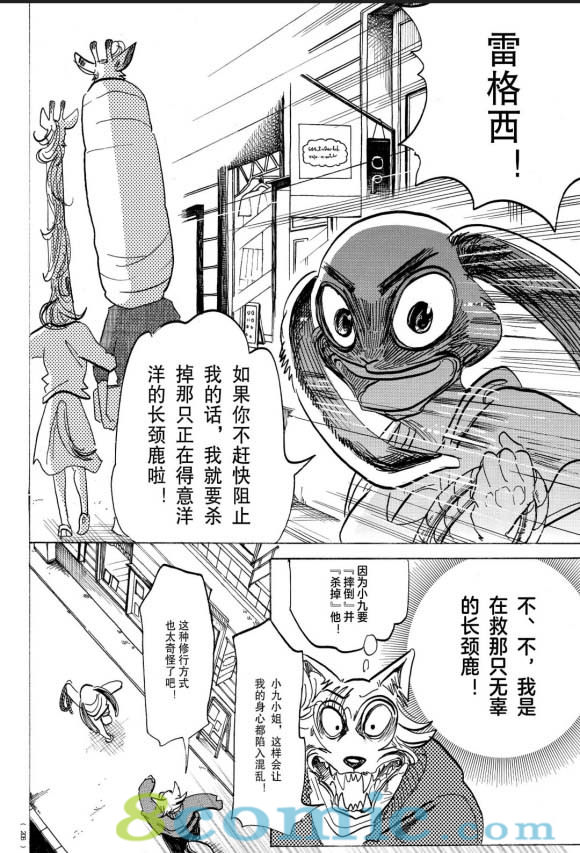 雷格西！
如果你不赶快阻止
我的话，我就要杀
掉那只正在得意洋
洋的长颈鹿啦！
不、不，我是
在救那只无辜
的长颈鹿！
因为小九要
『摔倒』并
『杀掉』他！
小九小姐，这样会让
我的身心都陷入混乱！
这种修行方式
也太奇怪了吧！
（206）
8comic.com